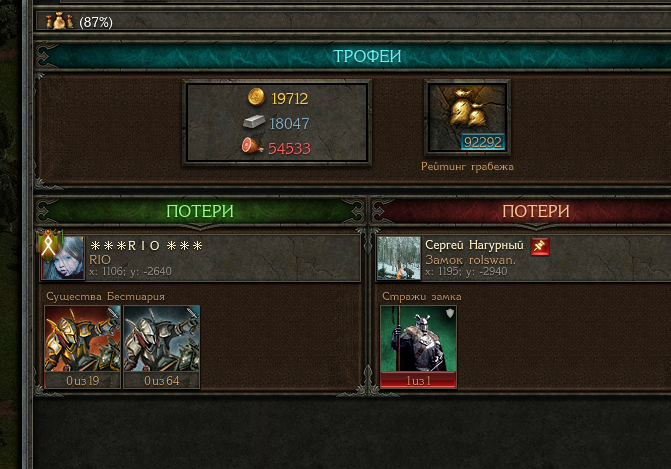 (87%)
ТРОФЕИ
19712
18047
54533
92292
Рейтинг грабежа
ПОТЕРИ
✳✳✳R I O ✳✳✳
RIO
x: 1106; y: -2640
Существа Бестиария
0 из 19
0 из 64
ПОТЕРИ
Сергей Нагурный
Замок rolswan.
x: 1195; y: -2940
Стражи замка
1 из 1